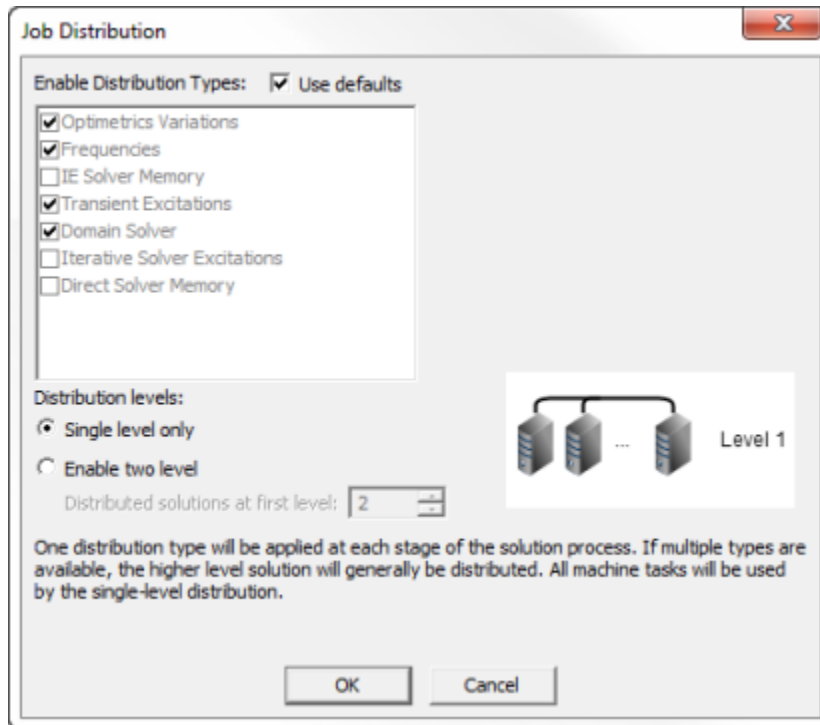 Job Distribution
Enable Distribution Types: Use defaults
Optimetrics Variations
Frequencies
IE Solver Memory
Transient Excitations
Domain Solver
Iterative Solver Excitations
Direct Solver Memory
Distribution levels:
Single level only
Enable two level
Distributed solutions at first level: 2
... Level 1
One distribution type will be applied at each stage of the solution process. If multiple types are
available, the higher level solution will generally be distributed. All machine tasks will be used
by the single-level distribution.
OK Cancel